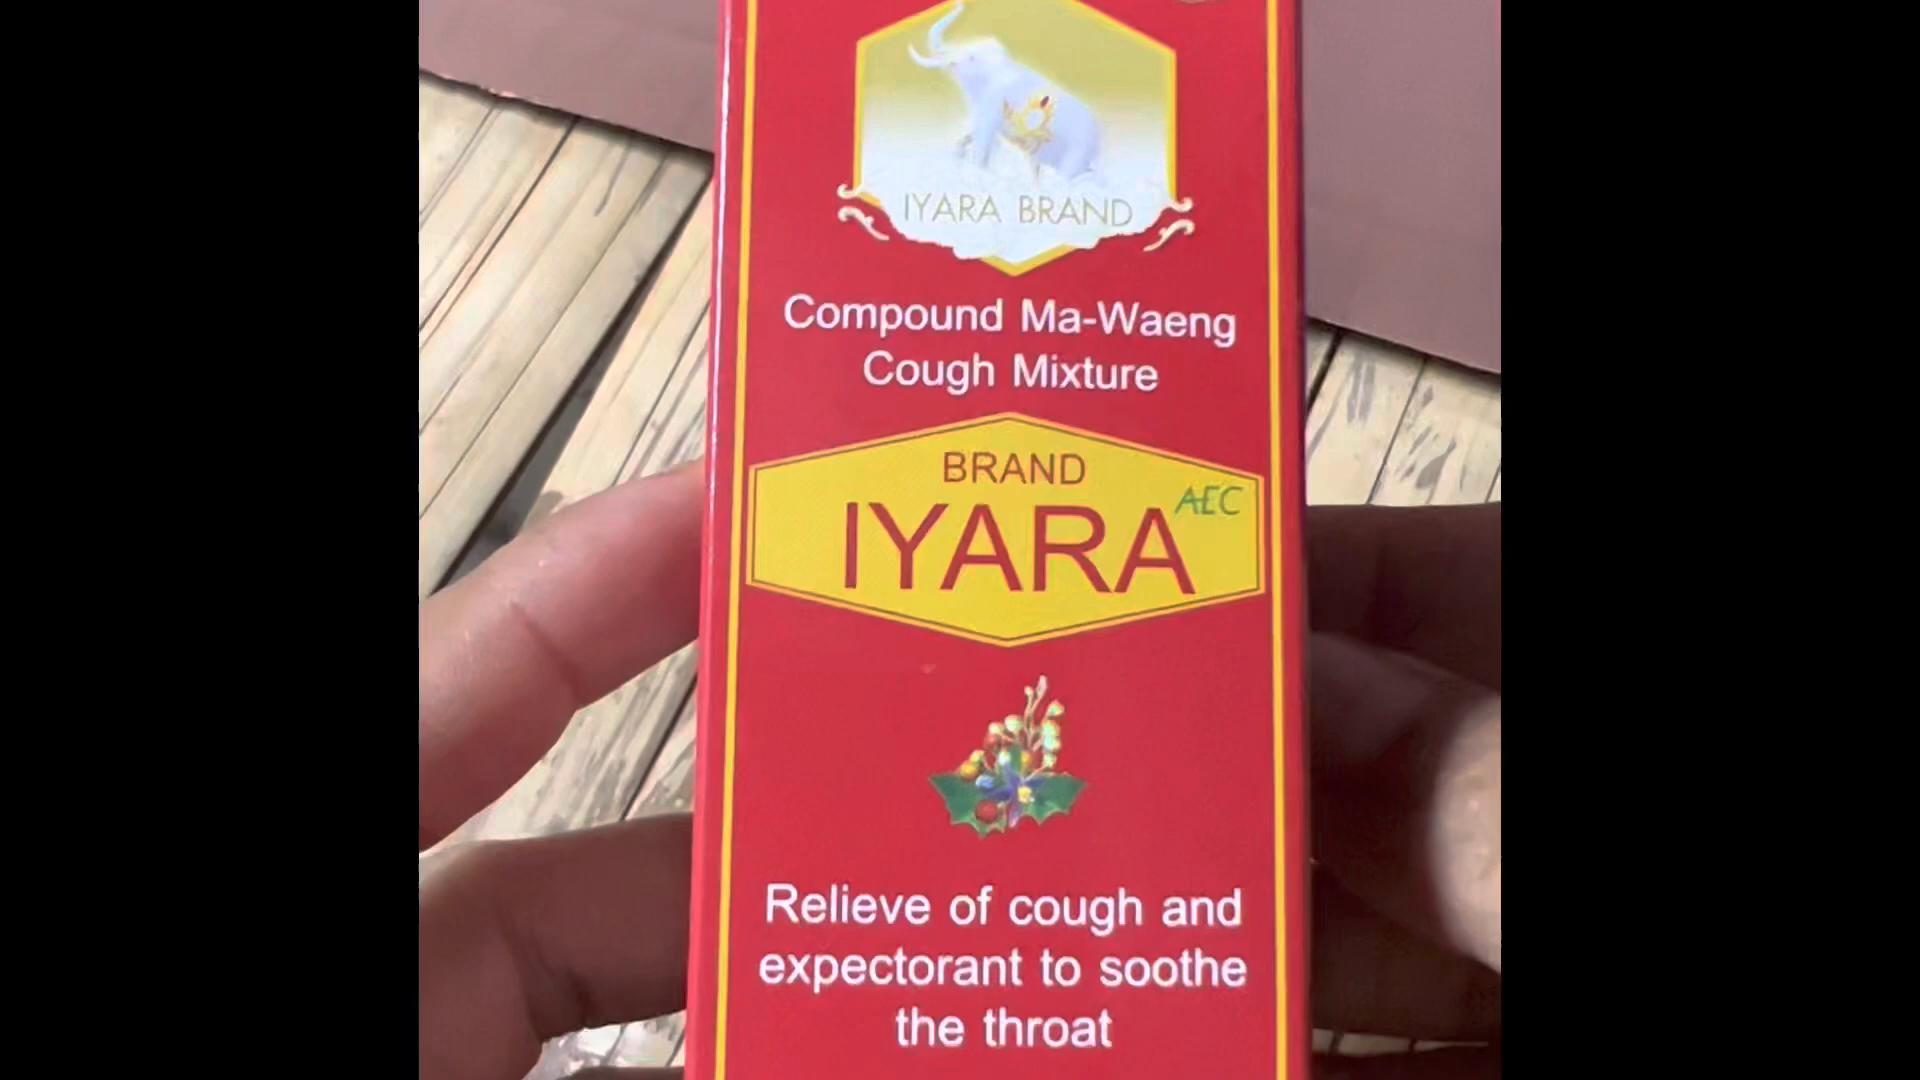 IYARA BRAND
Compound Ma-Waeng
Cough Mixture
BRAND
IYARA AEC
Relieve of cough and
expectorant to soothe
the throat